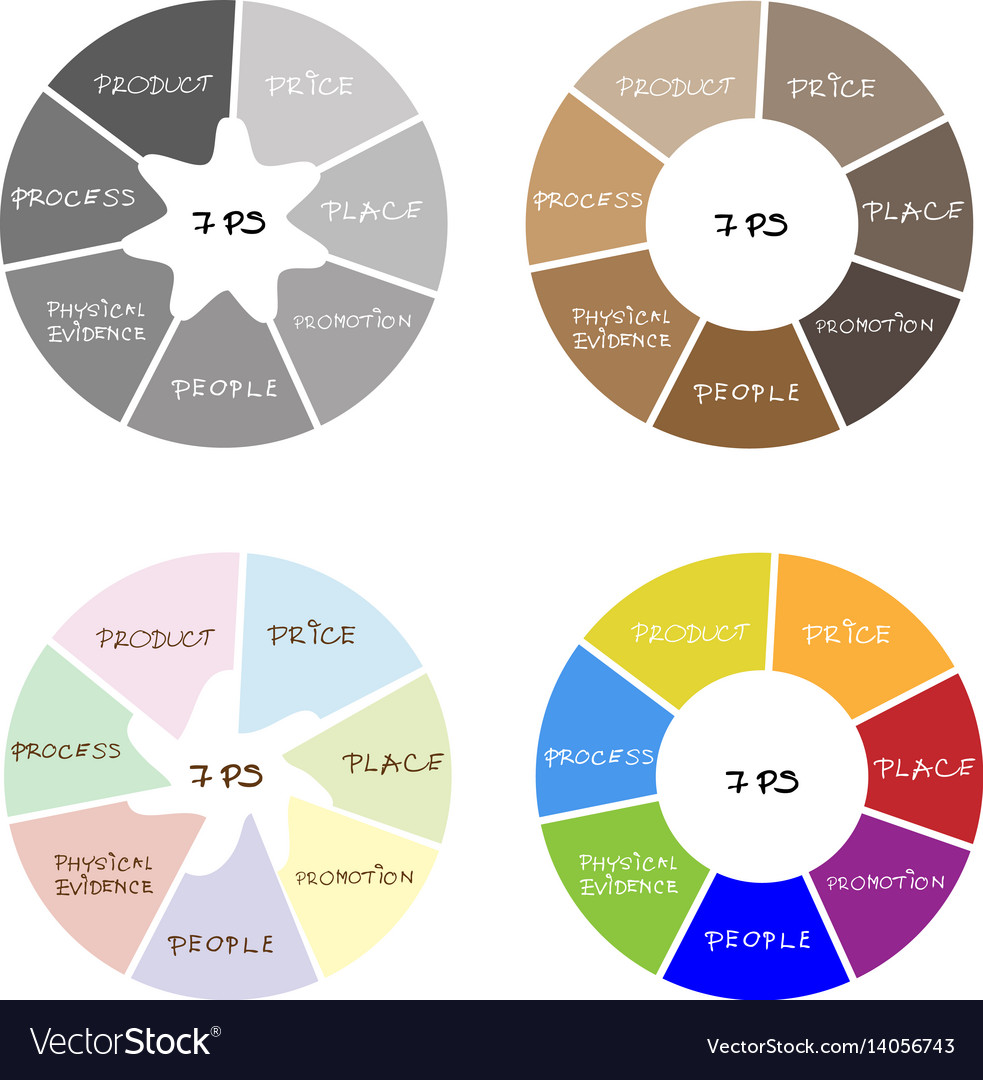 PRODUCT
PRICE
PROCESS
7 PS
PLACE
PHYSICAL
EVIDENCE
PROMOTION
PEOPLE
PRODUCT
PRICE
PROCESS
7 PS
PLACE
PHYSICAL
EVIDENCE
PROMOTION
PEOPLE
PRODUCT
PRICE
PROCESS
7 PS
PLACE
PHYSICAL
EVIDENCE
PROMOTION
PEOPLE
PRODUCT
PRICE
PROCESS
7 PS
PLACE
PHYSICAL
EVIDENCE
PROMOTION
PEOPLE
VectorStock®
VectorStock.com/14056743